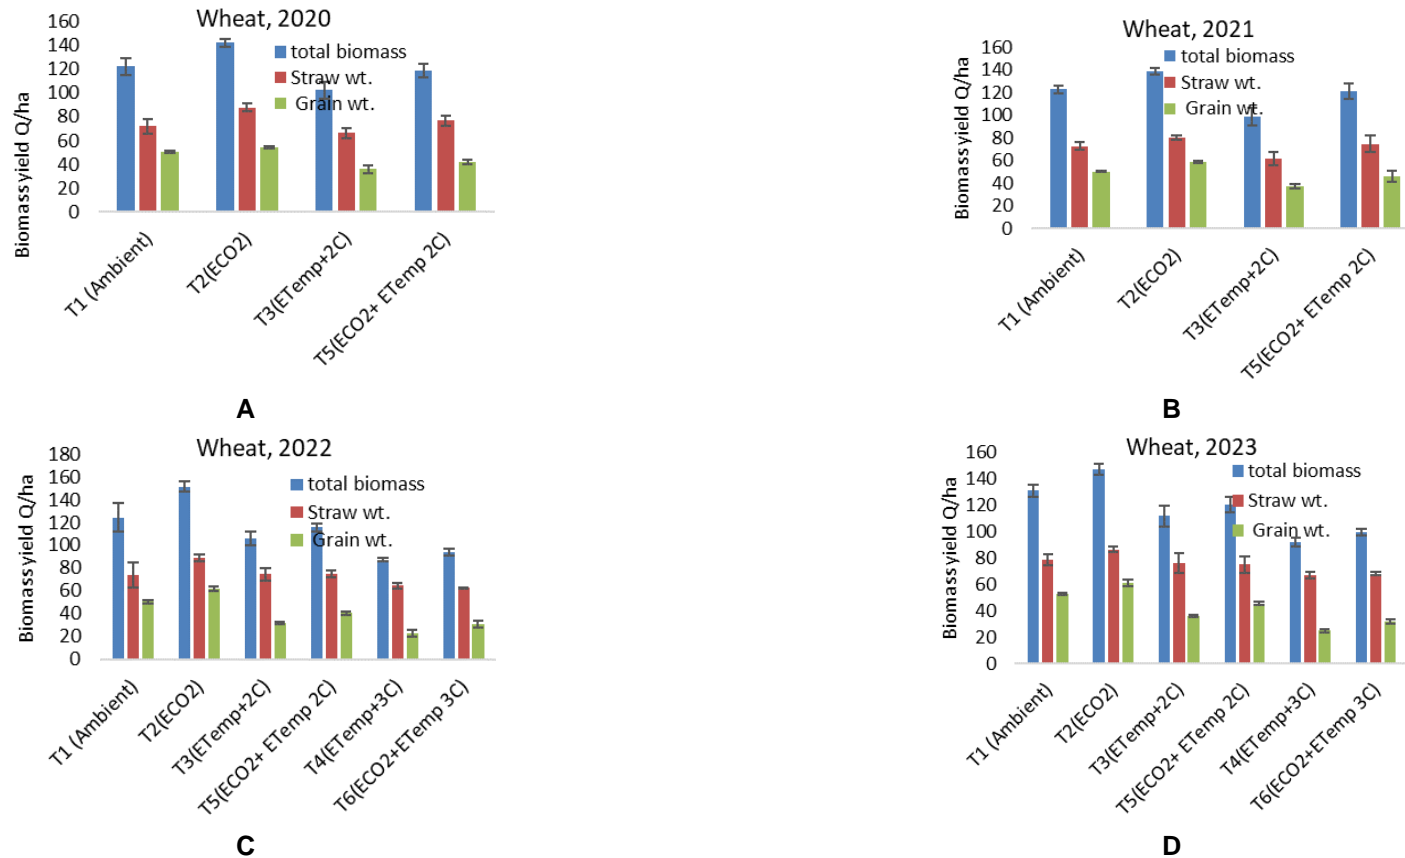 Wheat, 2020
Biomass yield Q/ha
160
140
120
100
80
60
40
20
0
total biomass
Straw wt.
Grain wt.
T1 (Ambient)
T2(ECO2)
T3(ETemp+2C)
T5(ECO2+ ETemp 2C)
A
Wheat, 2021
Biomass yield Q/ha
160
140
120
100
80
60
40
20
0
total biomass
Straw wt.
Grain wt.
T1 (Ambient)
T2(ECO2)
T3(ETemp+2C)
T5(ECO2+ ETemp 2C)
B
Wheat, 2022
Biomass yield Q/ha
180
160
140
120
100
80
60
40
20
0
total biomass
Straw wt.
Grain wt.
T1 (Ambient)
T2(ECO2)
T3(ETemp+2C)
T5(ECO2+ ETemp 2C)
T4(ETemp+3C)
T6(ECO2+ETemp 3C)
C
Wheat, 2023
Biomass yield Q/ha
160
140
120
100
80
60
40
20
0
total biomass
Straw wt.
Grain wt.
T1 (Ambient)
T2(ECO2)
T3(ETemp+2C)
T5(ECO2+ ETemp 2C)
T4(ETemp+3C)
T6(ECO2+ETemp 3C)
D